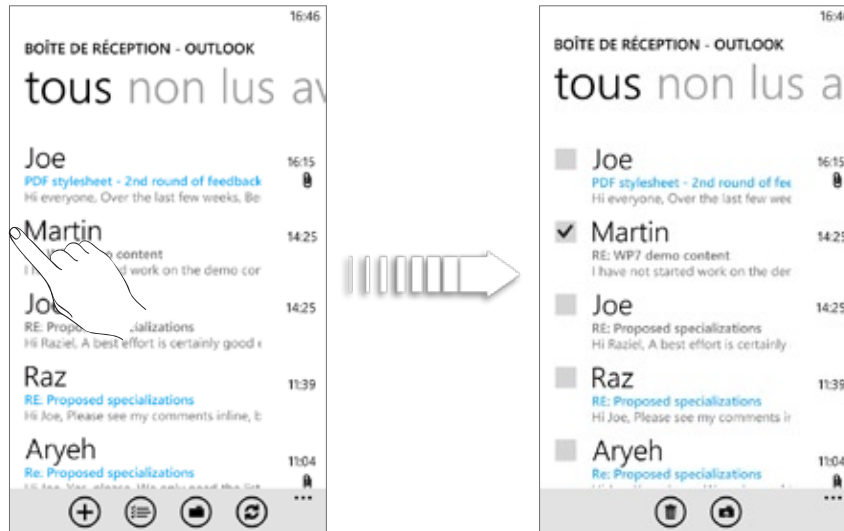 16:46
BOÎTE DE RÉCEPTION - OUTLOOK
tous non lus av
Joe
16:15
PDF stylesheet - 2nd round of feedback
Hi everyone, Over the last few weeks, Be
Martin
14:25
content
work on the demo cor
14:25
RE:
Hi Raziel, A best effort is certainly good
Raz
11:39
RE: Proposed specializations
Hi Joe, Please see my comments inline, b
Aryeh
11:04
Re: Proposed specializations
16:4
BOÎTE DE RÉCEPTION - OUTLOOK
tous non lus a
Joe
16:15
PDF stylesheet - 2nd round of fee
Hi everyone, Over the last few wee
Martin
14:25
RE: WP7 demo content
I have not started work on the der
Joe
14:25
RE: Proposed specializations
Hi Raziel, A best effort is certainly
Raz
11:39
RE: Proposed specializations
Hi Joe, Please see my comments ir
Aryeh
11:04
Re: Proposed specializations